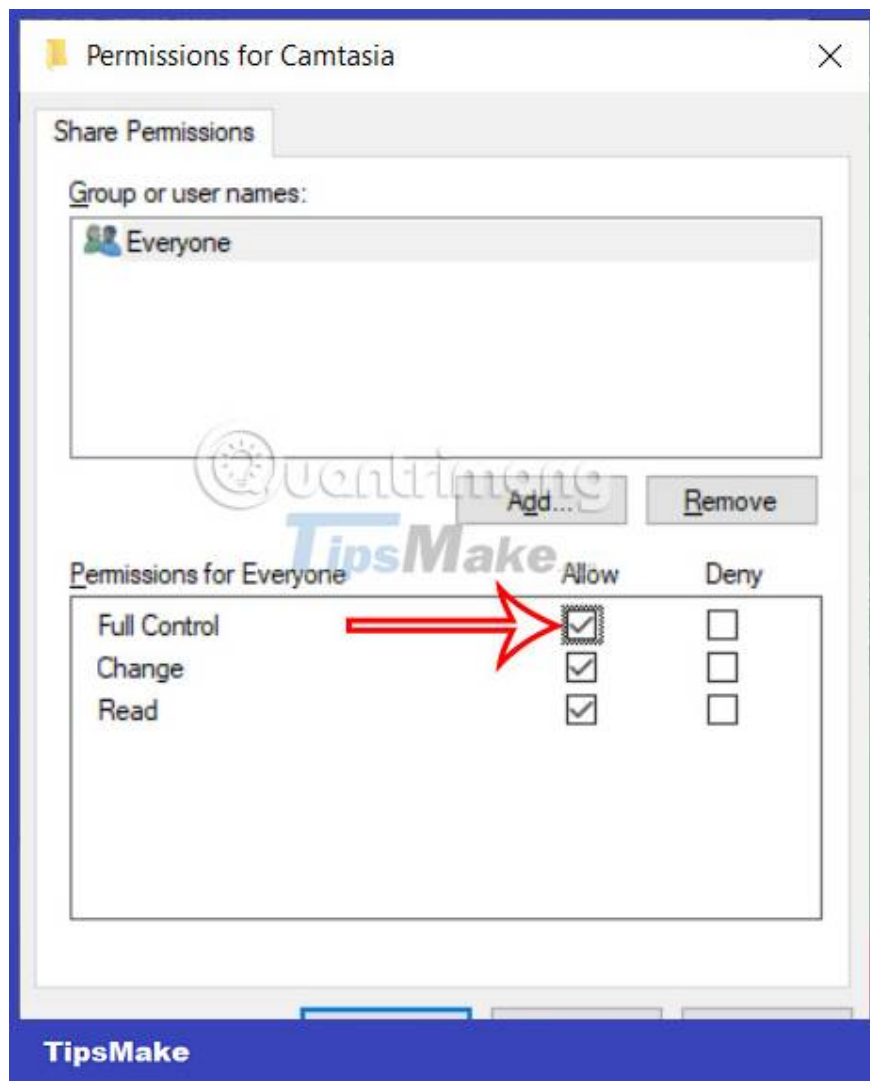 Permissions for Camtasia
Share Permissions
Group or user names:
Everyone
Quantrimang
Add... Remove
TipsMake
Permissions for Everyone Allow Deny
Full Control
Change
Read
TipsMake